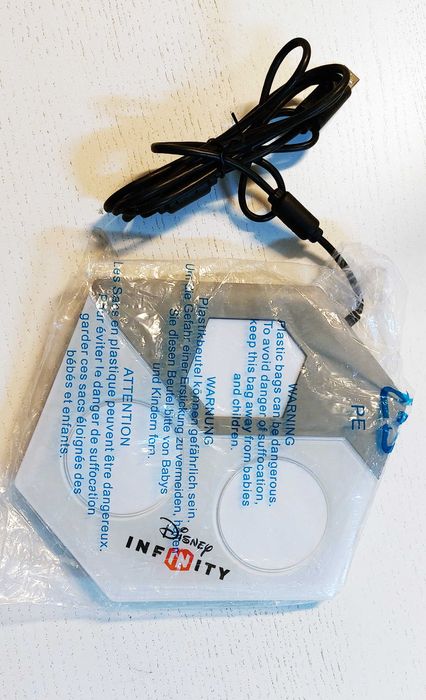 WARNING
Plastic bags can be dangerous.
To avoid danger of suffocation,
keep this bag away from babies
and children.
PE
WARNUNG
Plastikbeutel können gefährlich sein.
Um die Gefahr einer Erstickung zu vermeiden,
Sie diesen Beutel bitte von Babys
und Kindern
ATTENTION
Les Sacs en plastique peuvent être dangereux.
Pour éviter le danger de suffocation,
garder ces sacs éloignés des
bébés et enfants.
Disney
INFINITY